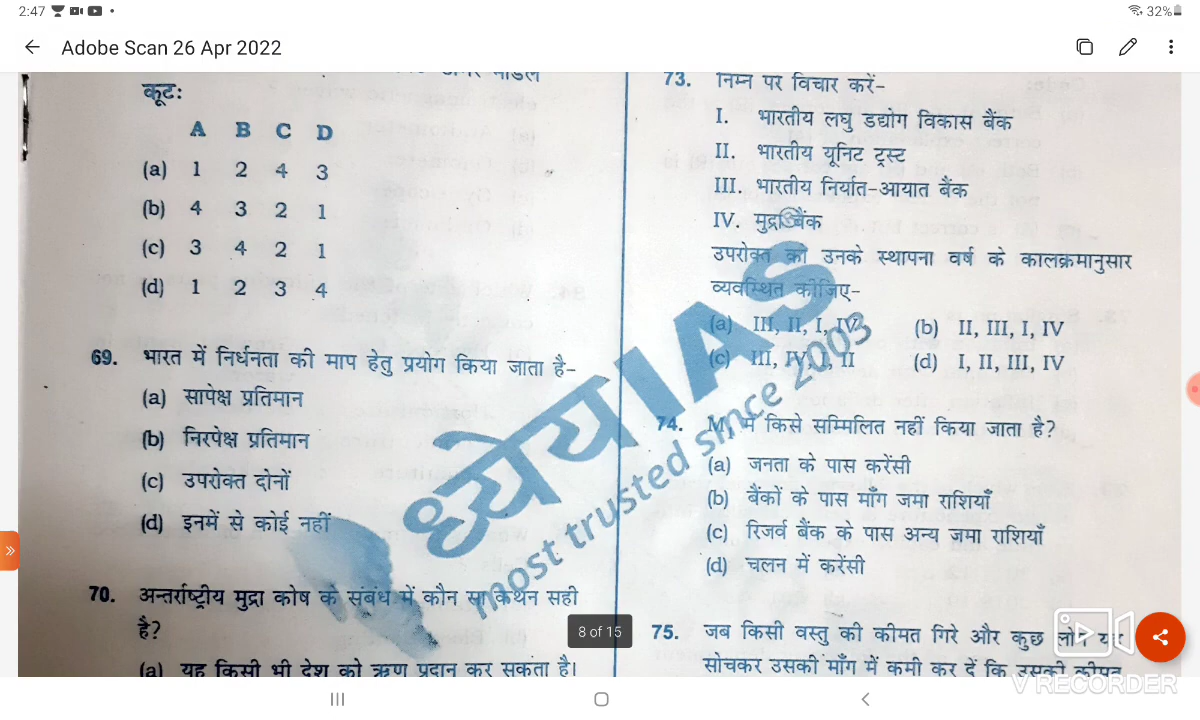 2:47
32%
Adobe Scan 26 Apr 2022
कूटः
A B C D
(a) 1 2 4 3
(b) 4 3 2 1
(c) 3 4 2 1
(d) 1 2 3 4
69. भारत में निर्धनता की माप हेतु प्रयोग किया जाता है-
(a) सापेक्ष प्रतिमान
(b) निरपेक्ष प्रतिमान
(c) उपरोक्त दोनों
(d) इनमें से कोई नहीं
70. अन्तर्राष्ट्रीय मुद्रा कोष के संबंध में कौन सा कथन सही
है?
(a) यह किसी भी देश को ऋण प्रदान कर सकता है।
73. निम्न पर विचार करें-
I. भारतीय लघु उद्योग विकास बैंक
II. भारतीय यूनिट ट्रस्ट
III. भारतीय निर्यात-आयात बैंक
IV. मुद्रा बैंक
उपरोक्त को उनके स्थापना वर्ष के कालक्रमानुसार
व्यवस्थित कीजिए-
(a) III, II, I, IV (b) II, III, I, IV
(c) III, IV, I, II (d) I, II, III, IV
74. M, में किसे सम्मिलित नहीं किया जाता है?
(a) जनता के पास करेंसी
(b) बैंकों के पास माँग जमा राशियाँ
(c) रिजर्व बैंक के पास अन्य जमा राशियाँ
(d) चलन में करेंसी
75. जब किसी वस्तु की कीमत गिरे और कुछ लोग यह
सोचकर उसकी माँग में कमी कर दें कि उसकी कीमत
ध्येय IAS
most trusted since 2003
8 of 15
V RECORDER